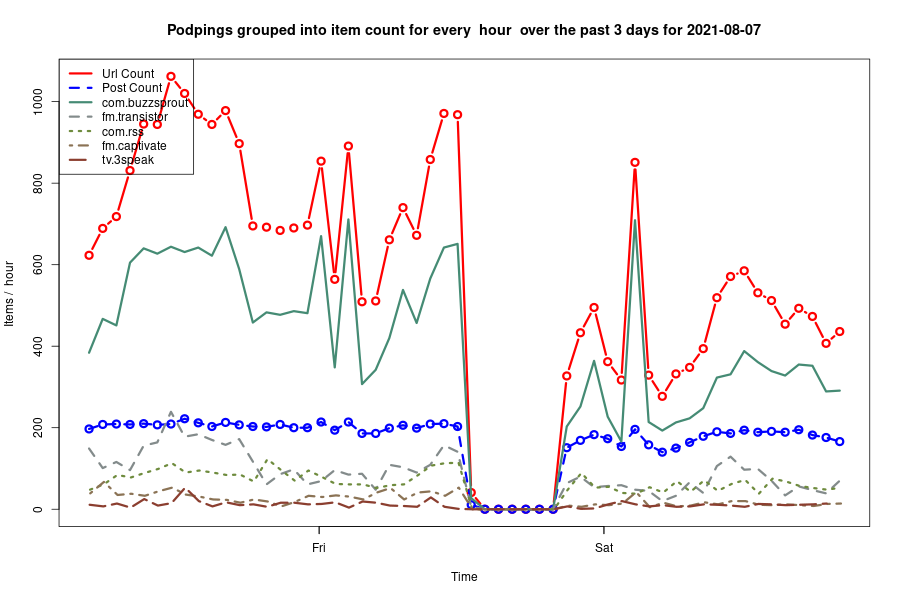 Podpings grouped into item count for every  hour  over the past 3 days for 2021-08-07
Url Count
Post Count
com.buzzsprout
fm.transistor
com.rss
fm.captivate
tv.3speak
Items /  hour
0
200
400
600
800
1000
Fri
Sat
Time